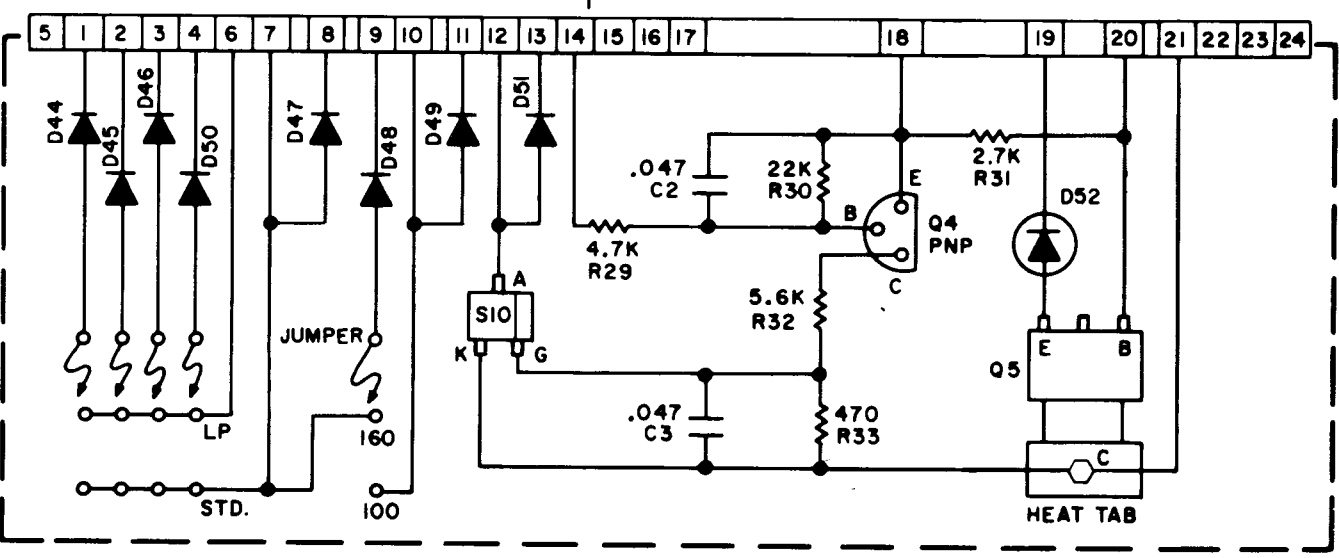 5 1 2 3 4 6 7 8 9 10 11 12 13 14 15 16 17 18 19 20 21 22 23 24
D44
D45
D46
D50
D47
D48
D49
D51
.047
C2
22K
R30
2.7K
R31
E
B
C
Q4
PNP
D52
4.7K
R29
A
S10
K
G
5.6K
R32
JUMPER
E
B
Q5
LP
160
.047
C3
470
R33
C
STD.
100
HEAT TAB